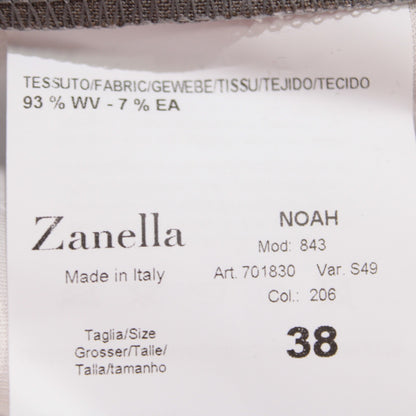 TESSUTO/FABRIC/GEWEBE/TISSU/TEJIDO/TECIDO
93 % WV - 7 % EA
Zanella
Made in Italy
NOAH
Mod: 843
Art. 701830 Var. S49
Col.: 206
Taglia/Size
Grosser/Talle/
Talla/tamanho
38